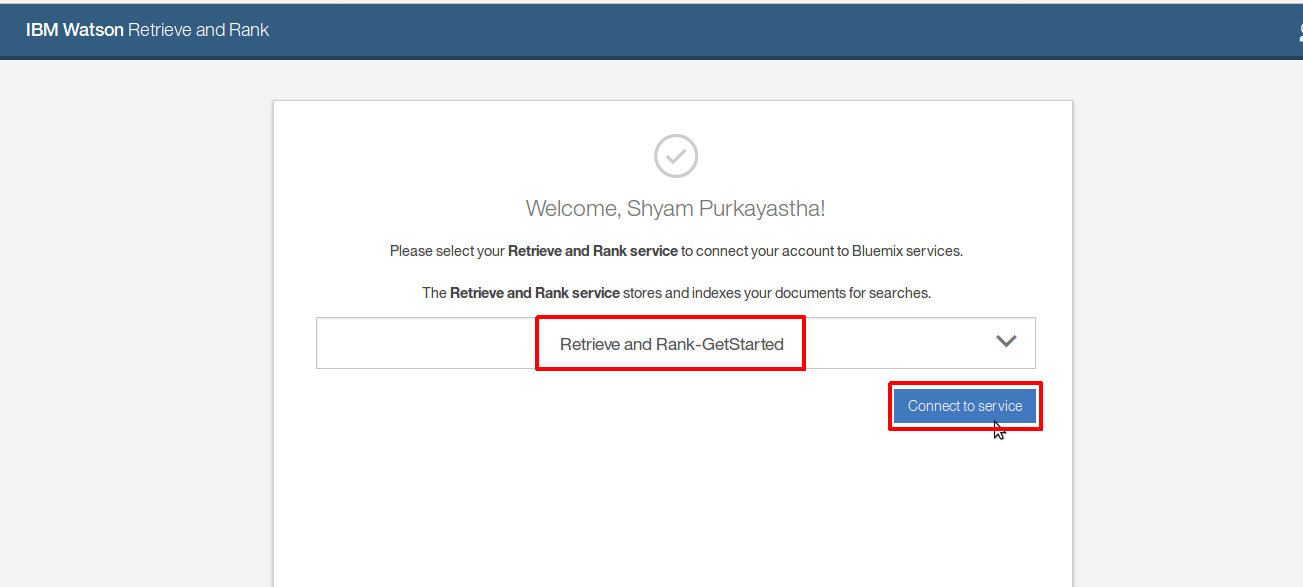 IBM Watson Retrieve and Rank
Welcome, Shyam Purkayastha!
Please select your Retrieve and Rank service to connect your account to Bluemix services.
The Retrieve and Rank service stores and indexes your documents for searches.
Retrieve and Rank-GetStarted
Connect to service